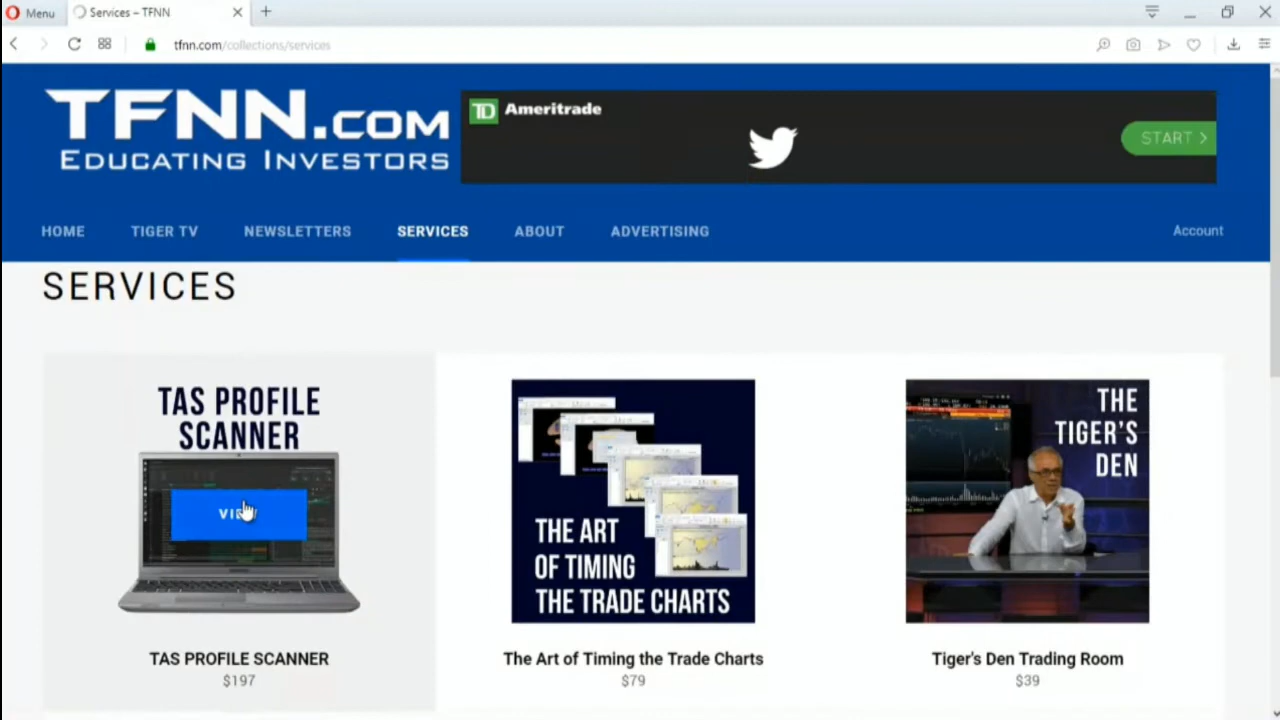 Menu
Services – TFNN
tfnn.com/collections/services
TFNN.COM
EDUCATING INVESTORS
TD Ameritrade
START >
HOME
TIGER TV
NEWSLETTERS
SERVICES
ABOUT
ADVERTISING
Account
SERVICES
TAS PROFILE
SCANNER
THE ART
OF TIMING
THE TRADE CHARTS
THE
TIGER'S
DEN
TAS PROFILE SCANNER
$197
The Art of Timing the Trade Charts
$79
Tiger's Den Trading Room
$39